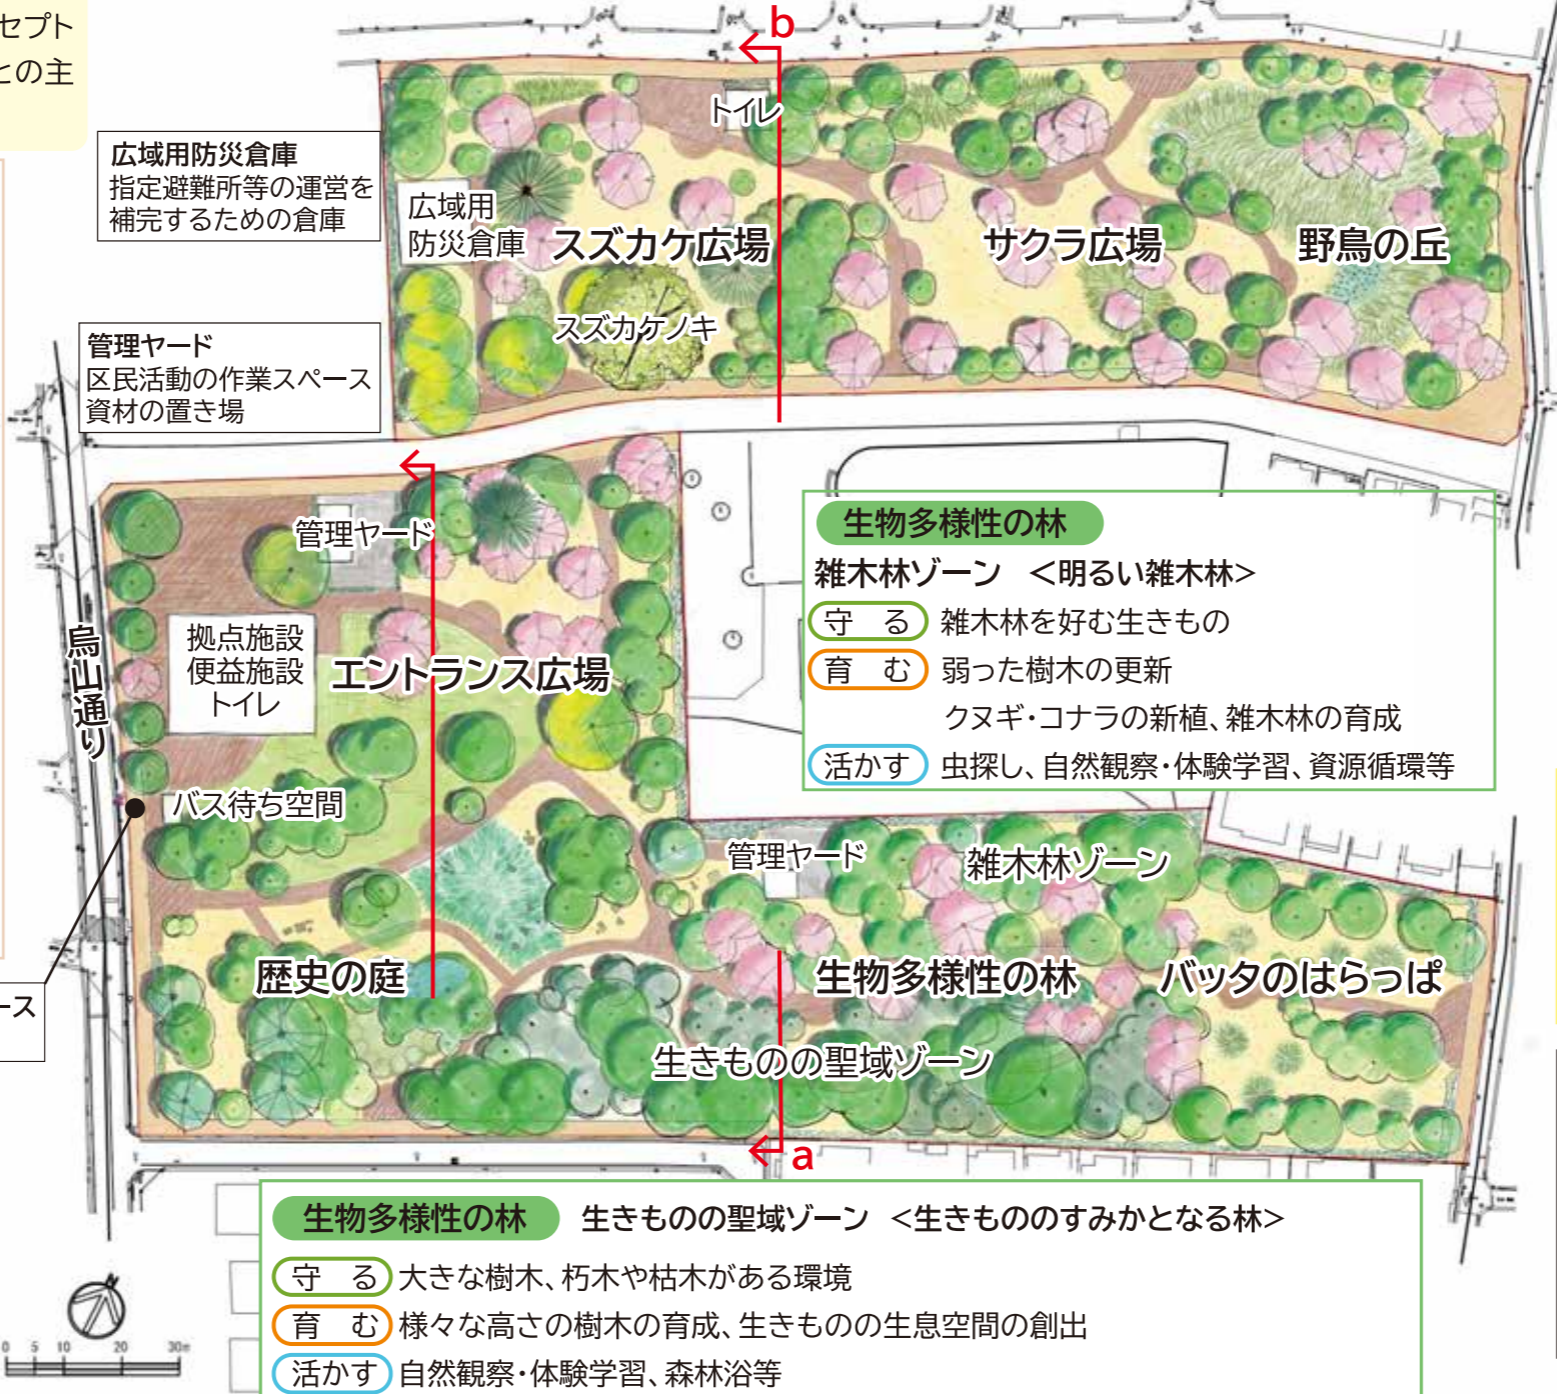 セプト
との主
b
トイレ
広域用防災倉庫
指定避難所等の運営を
補完するための倉庫
広域用
防災倉庫
スズカケ広場
サクラ広場
野鳥の丘
スズカケノキ
管理ヤード
区民活動の作業スペース
資材の置き場
管理ヤード
生物多様性の林
雑木林ゾーン <明るい雑木林>
守 る 雑木林を好む生きもの
育 む 弱った樹木の更新
クヌギ・コナラの新植、雑木林の育成
活かす 虫探し、自然観察・体験学習、資源循環等
烏山通り
拠点施設
便益施設
トイレ
エントランス広場
バス待ち空間
管理ヤード
雑木林ゾーン
歴史の庭
生物多様性の林
バッタのはらっぱ
ース
生きものの聖域ゾーン
a
生物多様性の林 生きものの聖域ゾーン <生きもののすみかとなる林>
守 る 大きな樹木、朽木や枯木がある環境
育 む 様々な高さの樹木の育成、生きものの生息空間の創出
活かす 自然観察・体験学習、森林浴等
N
0 5 10 20 30m